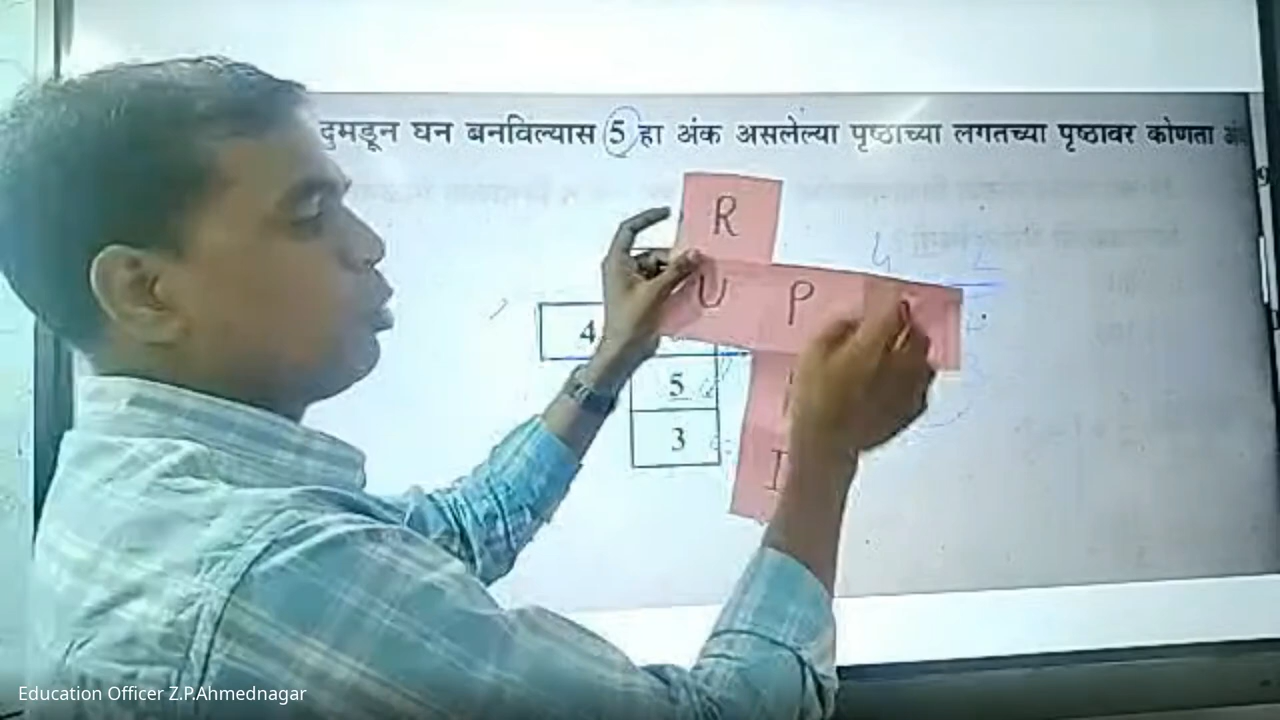 दुमडून घन बनविल्यास 5 हा अंक असलेल्या पृष्ठाच्या लगतच्या पृष्ठावर कोणता
R
U P
4
5
I
3
Education Officer Z.P.Ahmednagar